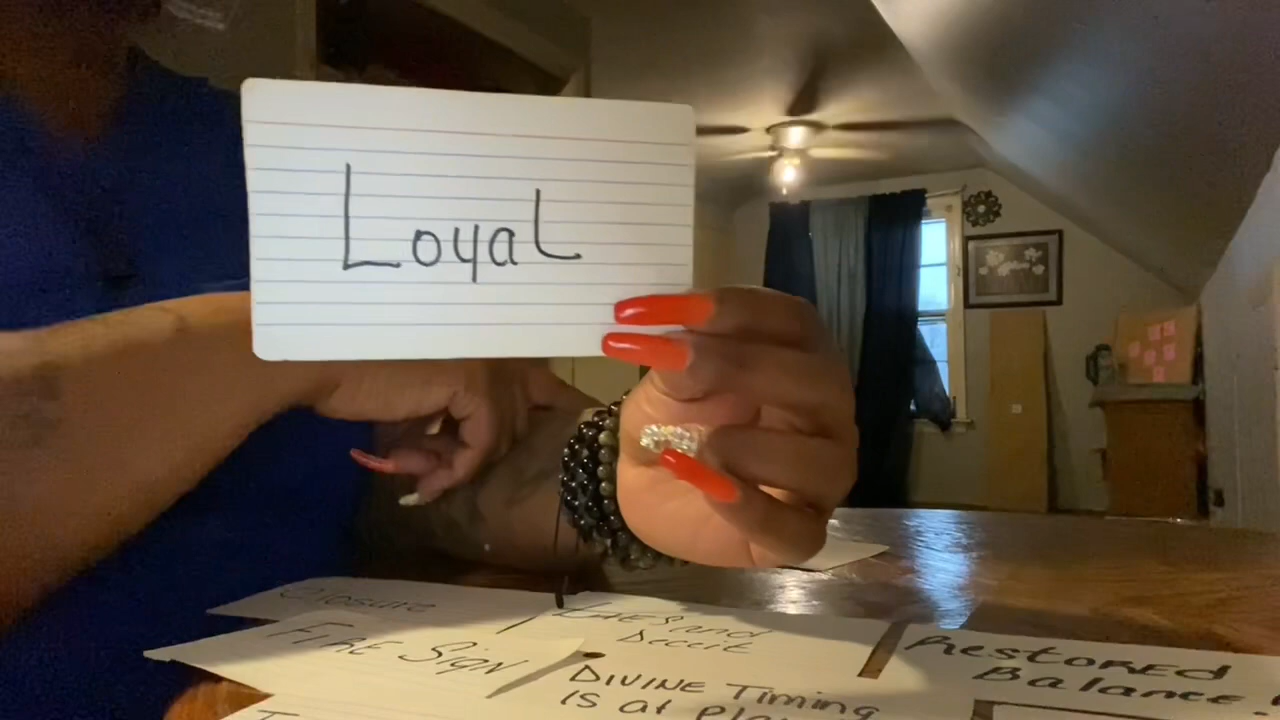 Loyal
Closure
FIRE Sign
LIES and
Deceit
DIVINE Timing
is at
RestoRED
Balance.